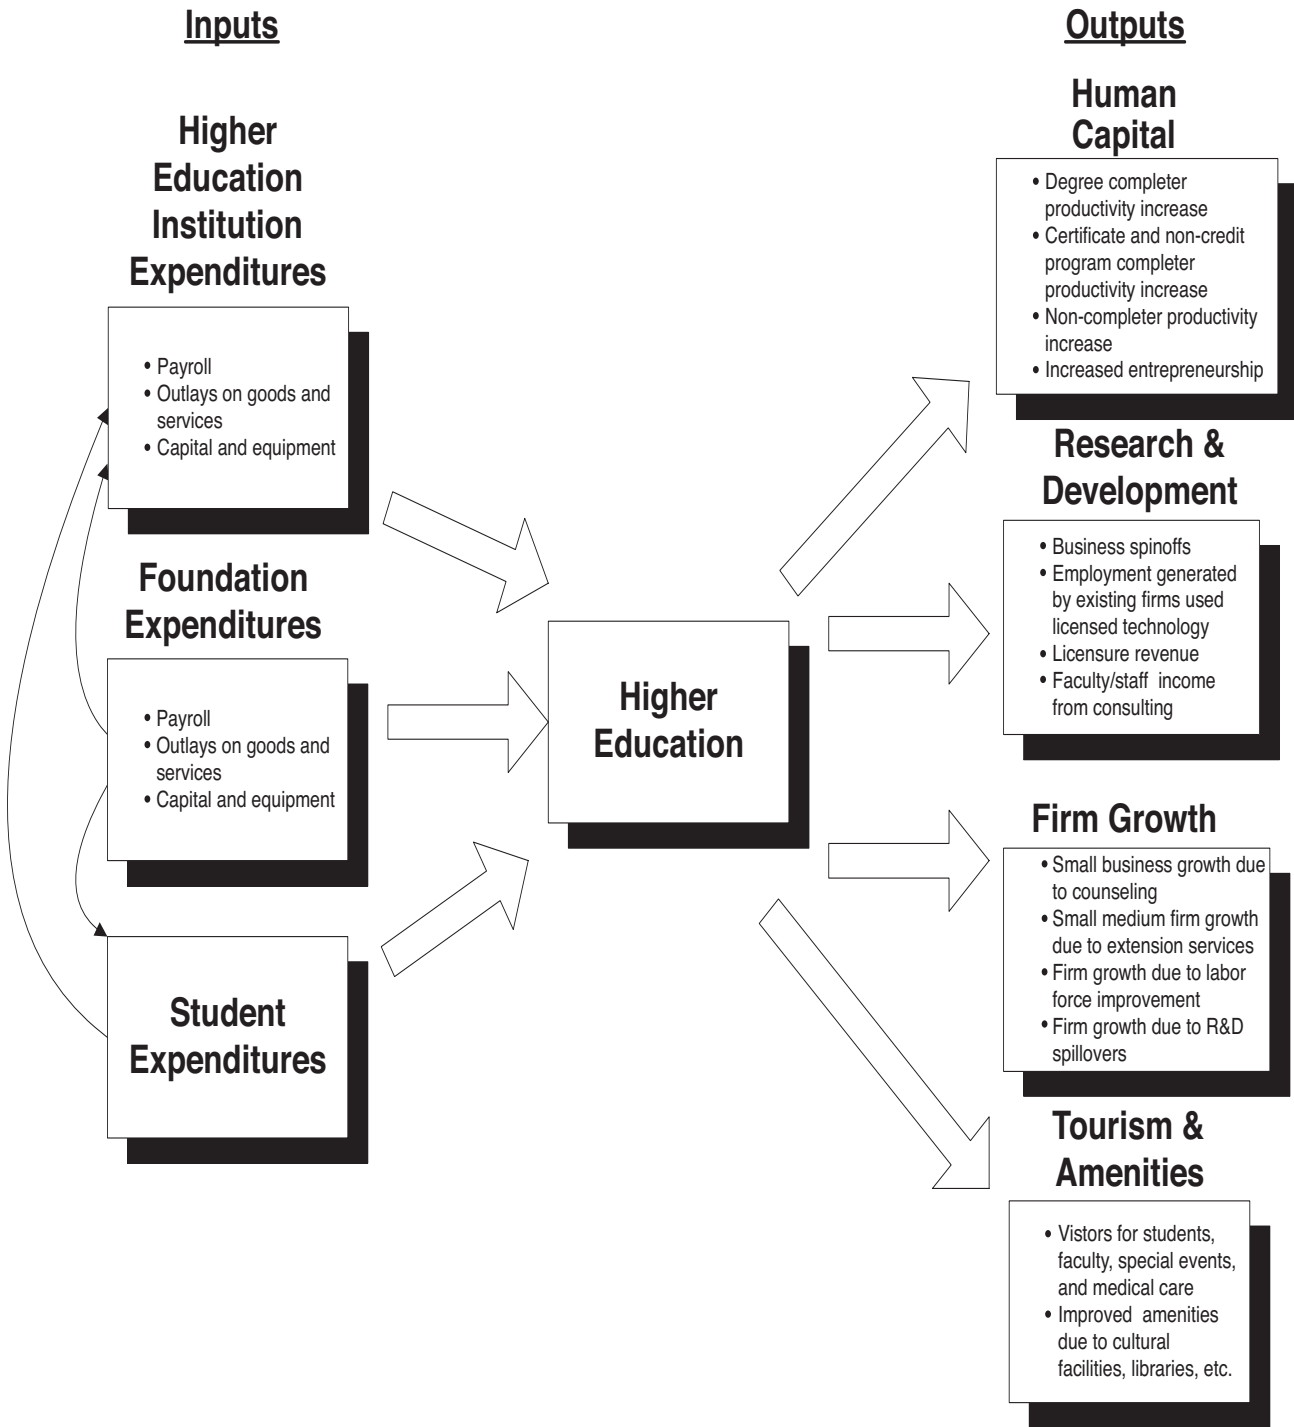 Inputs
Higher
Education
Institution
Expenditures
• Payroll
• Outlays on goods and
services
• Capital and equipment
Foundation
Expenditures
• Payroll
• Outlays on goods and
services
• Capital and equipment
Student
Expenditures
Higher
Education
Outputs
Human
Capital
• Degree completer
productivity increase
• Certificate and non-credit
program completer
productivity increase
• Non-completer productivity
increase
• Increased entrepreneurship
Research &
Development
• Business spinoffs
• Employment generated
by existing firms used
licensed technology
• Licensure revenue
• Faculty/staff income
from consulting
Firm Growth
• Small business growth due
to counseling
• Small medium firm growth
due to extension services
• Firm growth due to labor
force improvement
• Firm growth due to R&D
spillovers
Tourism &
Amenities
• Vistors for students,
faculty, special events,
and medical care
• Improved amenities
due to cultural
facilities, libraries, etc.